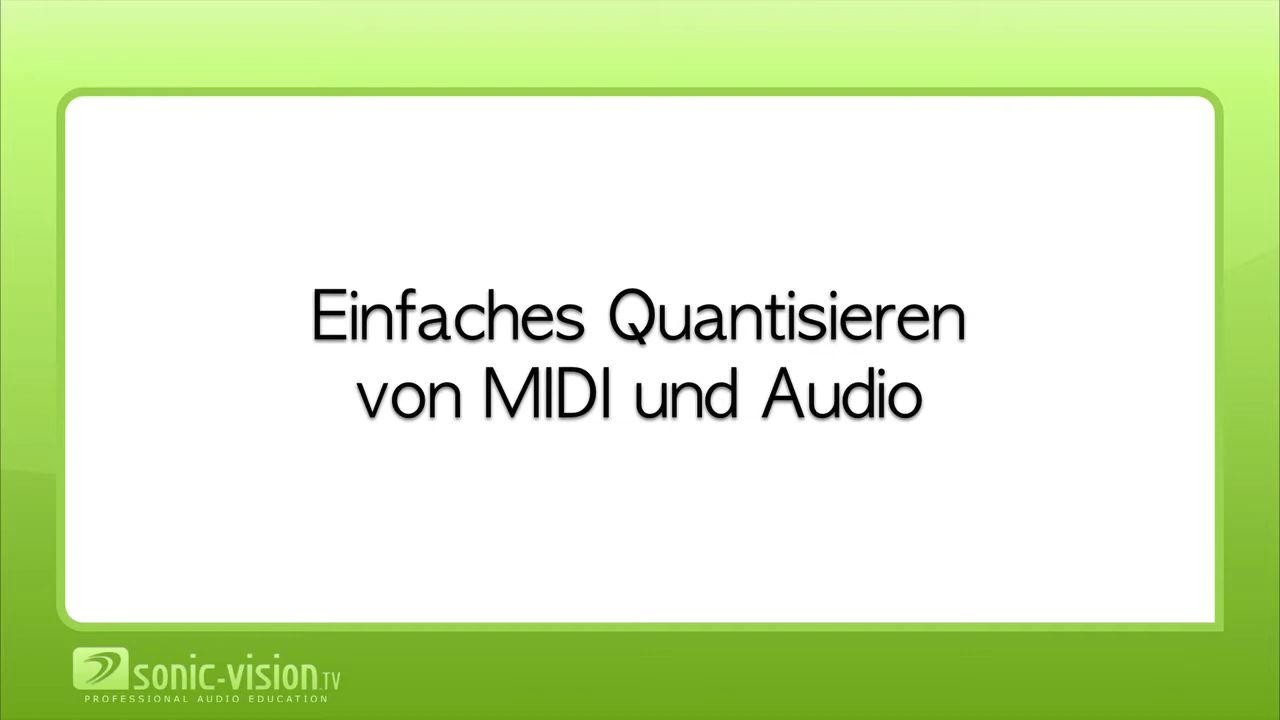 Einfaches Quantisieren
von MIDI und Audio
sonic-vision.TV
PROFESSIONAL AUDIO EDUCATION